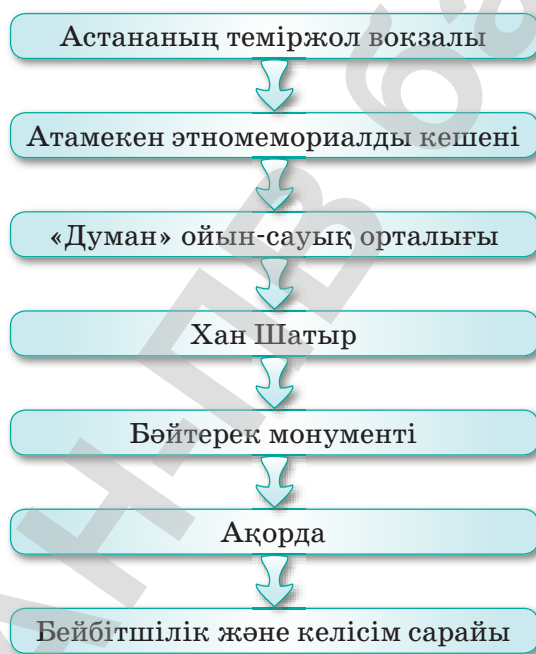 Астананың теміржол вокзалы
Атамекен этномемориалды кешені
«Думан» ойын-сауық орталығы
Хан Шатыр
Бәйтерек монументі
Ақорда
Бейбітшілік және келісім сарайы